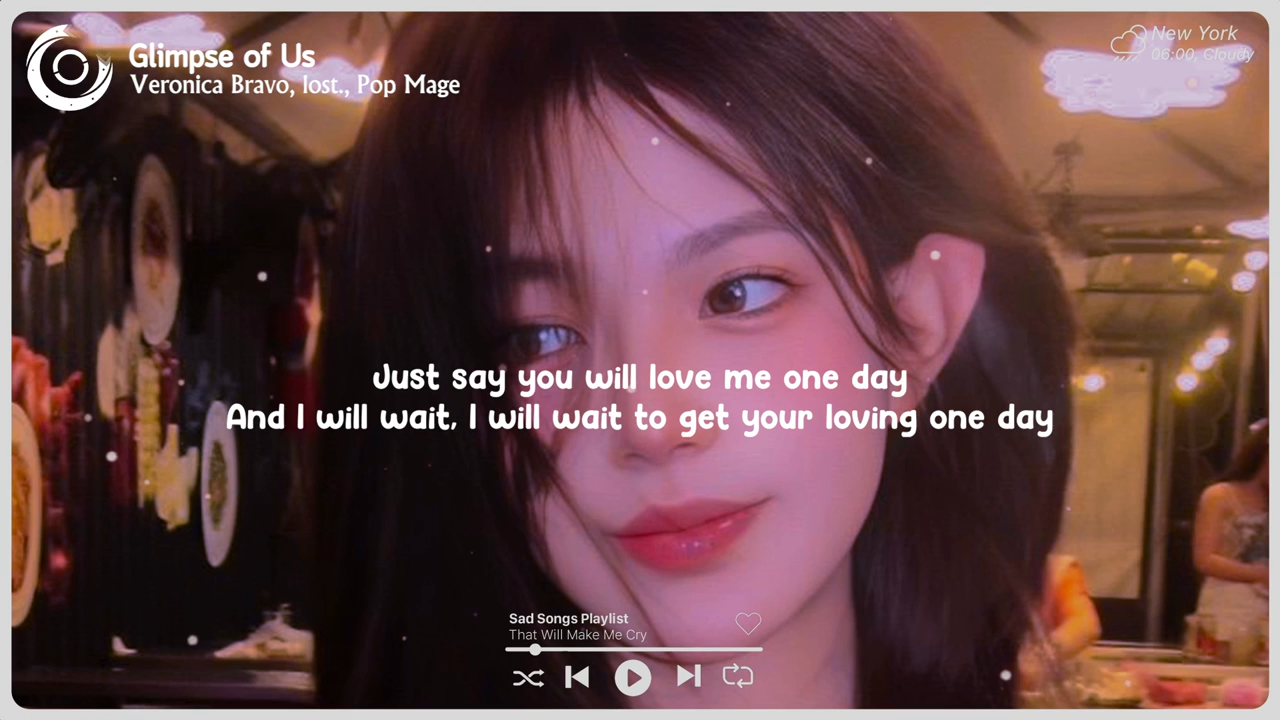 Glimpse of Us
Veronica Bravo, lost., Pop Mage
New York
06:00, Cloudy
Just say you will love me one day
And I will wait, I will wait to get your loving one day
Sad Songs Playlist
That Will Make Me Cry